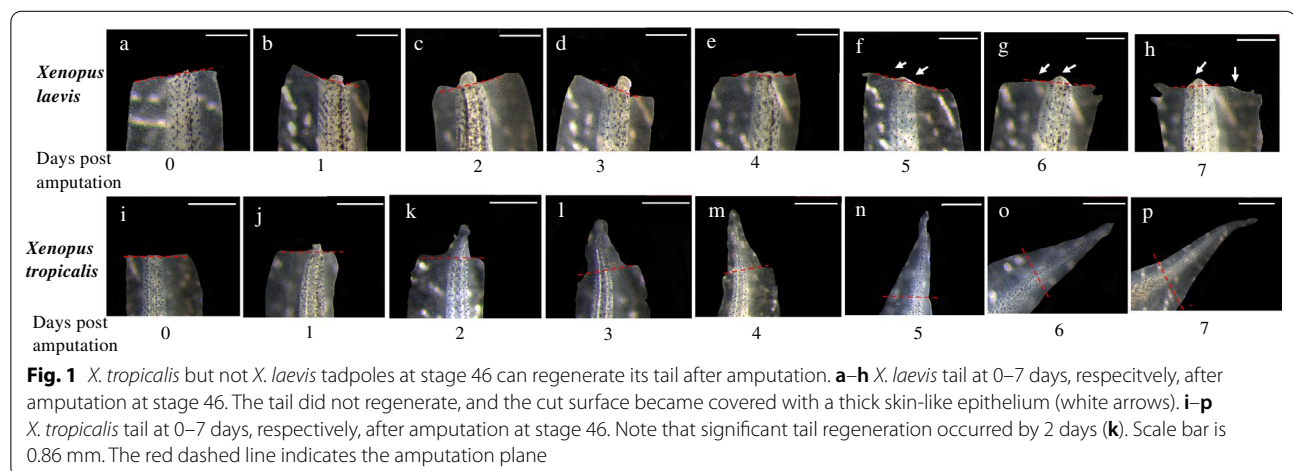 a b c d e f g h
Xenopus
laevis
Days post
amputation
0 1 2 3 4 5 6 7
i j k l m n o p
Xenopus
tropicalis
Days post
amputation
0 1 2 3 4 5 6 7
Fig. 1 X. tropicalis but not X. laevis tadpoles at stage 46 can regenerate its tail after amputation. a–h X. laevis tail at 0–7 days, respecitvely, after
amputation at stage 46. The tail did not regenerate, and the cut surface became covered with a thick skin-like epithelium (white arrows). i–p
X. tropicalis tail at 0–7 days, respectively, after amputation at stage 46. Note that significant tail regeneration occurred by 2 days (k). Scale bar is
0.86 mm. The red dashed line indicates the amputation plane